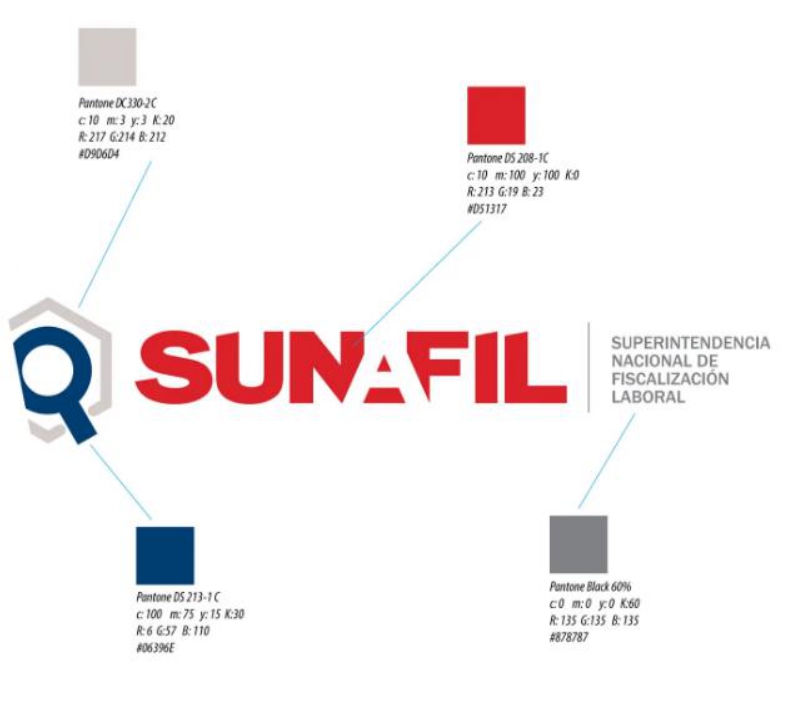 Pantone DC330-2C
c: 10 m: 3 y: 3 K: 20
R: 217 G:214 B: 212
#D9D6D4
Pantone DS 208-1C
c: 10 m: 100 y: 100 K:0
R: 213 G:19 B: 23
#D51317
SUNAFIL
SUPERINTENDENCIA
NACIONAL DE
FISCALIZACIÓN
LABORAL
Pantone DS 213-1 C
c: 100 m: 75 y: 15 K:30
R: 6 G:57 B: 110
#06396E
Pantone Black 60%
c: 0 m: 0 y: 0 K:60
R: 135 G:135 B: 135
#878787